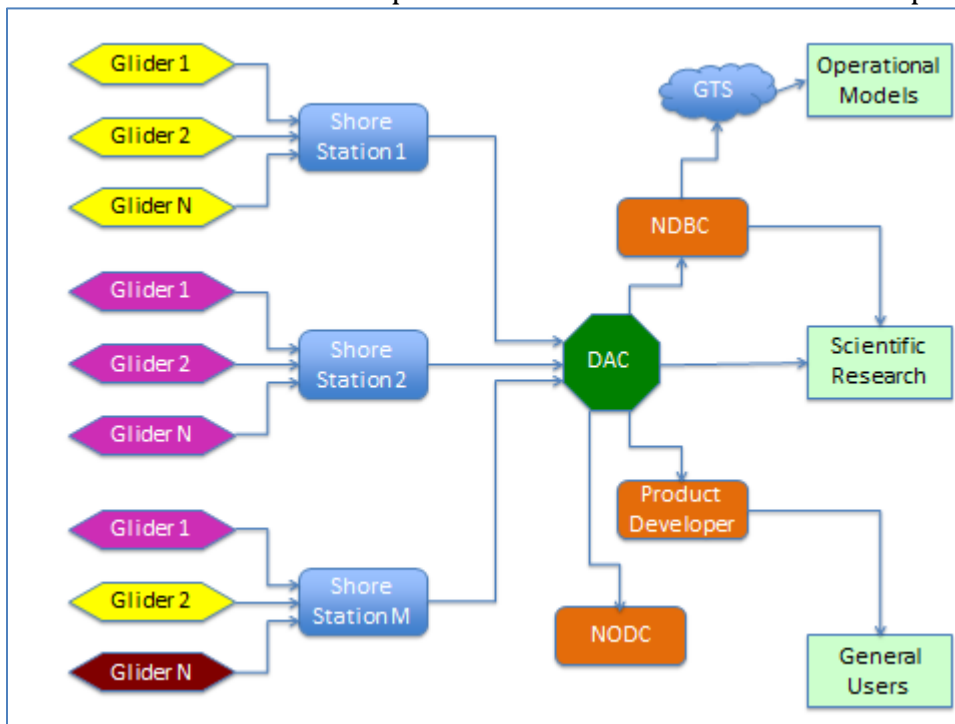 Glider 1
Glider 2
Glider N
Shore
Station 1
Glider 1
Glider 2
Glider N
Shore
Station 2
Glider 1
Glider 2
Glider N
Shore
Station M
DAC
GTS
NDBC
Product
Developer
NODC
Operational
Models
Scientific
Research
General
Users